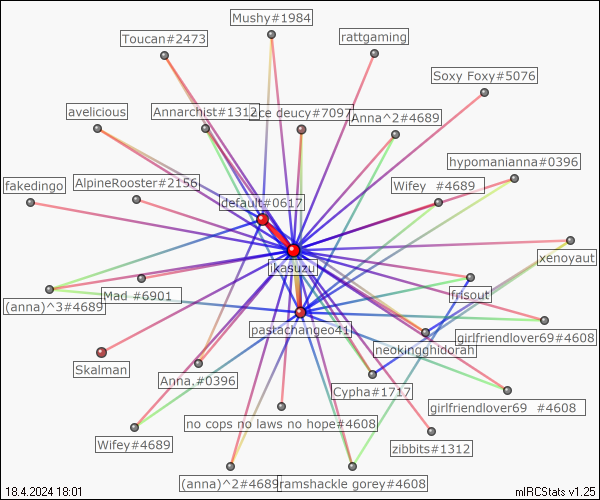 Mushy#1984
Toucan#2473
rattgaming
Soxy Foxy#5076
avelicious
Annarchist#1312
ace deucy#7097
Anna^2#4689
hypomanianna#0396
fakedingo
AlpineRooster#2156
Wifey #4689
default#0617
xenoyaut
ikasuzu
(anna)^3#4689
Mad #6901
frisout
pastachangeo41
girlfriendlover69#4608
neokingghidorah
Skalman
Anna.#0396
Cypha#1717
girlfriendlover69 #4608
no cops no laws no hope#4608
Wifey#4689
zibbits#1312
(anna)^2#4689
ramshackle gorey#4608
18.4.2024 18:01
mIRCStats v1.25